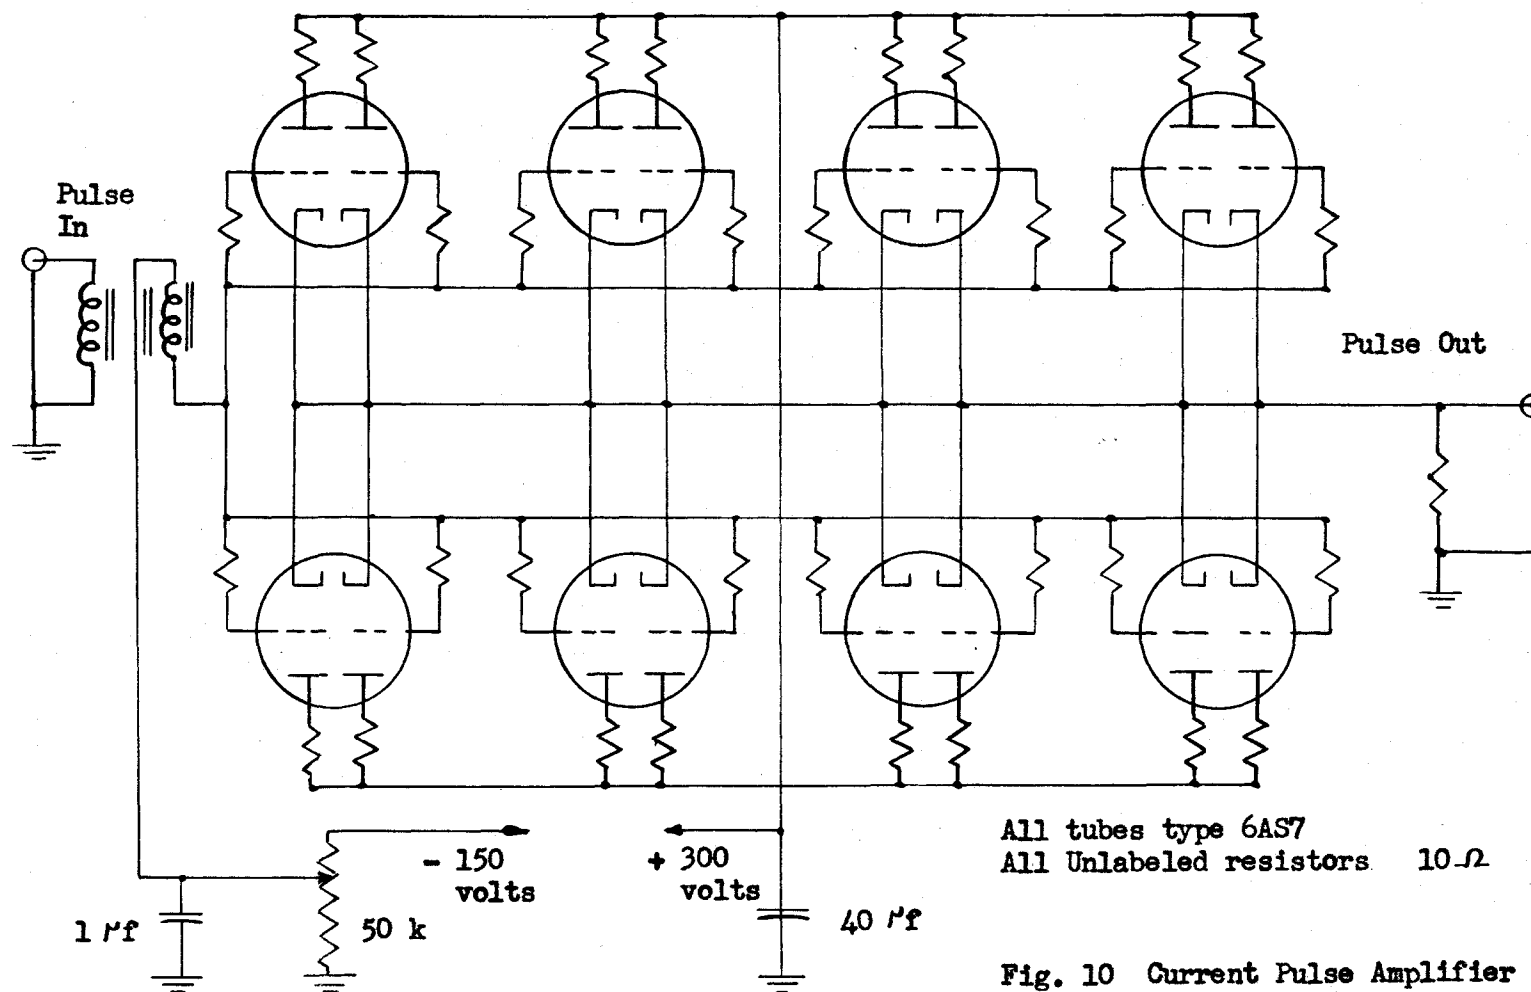 Pulse
In
Pulse Out
- 150
volts
+ 300
volts
All tubes type 6AS7
All Unlabeled resistors 10 Ω
1 μf
50 k
40 μf
Fig. 10 Current Pulse Amplifier